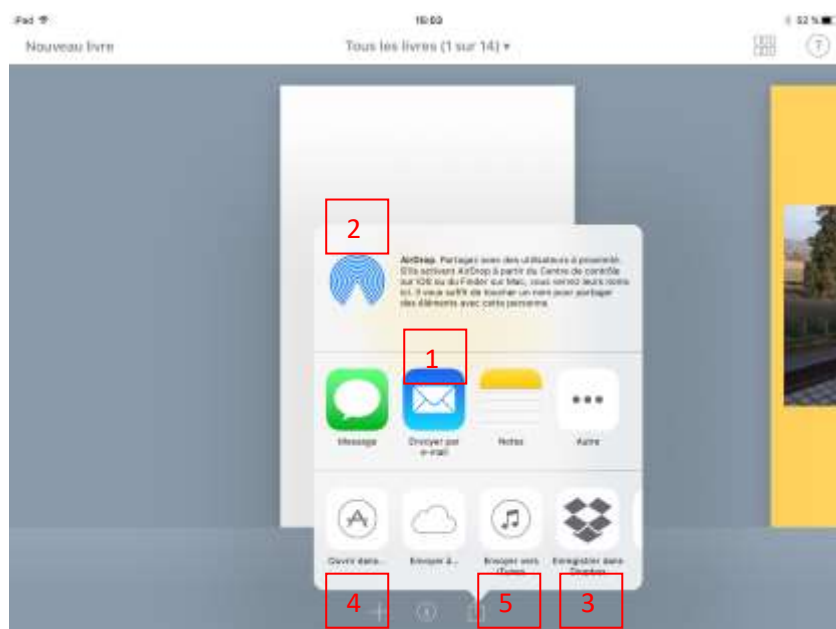 iPad 15:03 52 %
Nouveau livre Tous les livres (1 sur 14) ▾ T
2
AirDrop. Partagez avec des utilisateurs à proximité.
S'ils activent AirDrop à partir du Centre de contrôle
sur iOS ou du Finder sur Mac, vous verrez leurs noms
ici. Il vous suffit de toucher un nom pour partager
des éléments avec cette personne.
1
Message Envoyer par
e-mail Notes Autre
Ouvrir dans... Envoyer à... Envoyer vers
iTunes Enregistrer dans
Dropbox
4 5 3